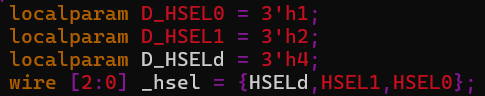 localparam D_HSEL0 = 3'h1;
localparam D_HSEL1 = 3'h2;
localparam D_HSELd = 3'h4;
wire [2:0] _hsel = {HSELd,HSEL1,HSEL0};